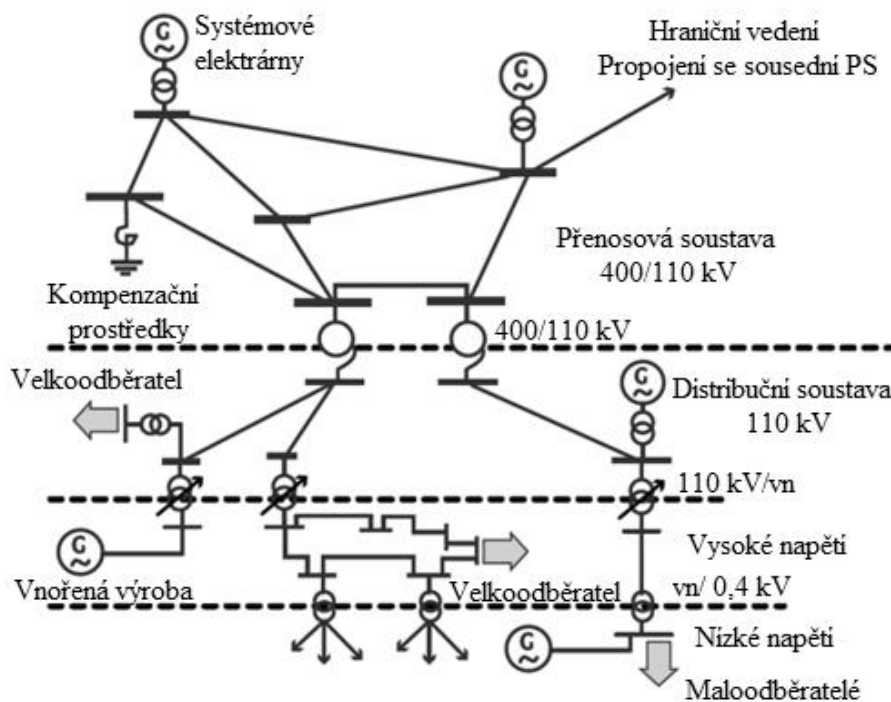 G
Systémové
elektrárny
G
Hraniční vedení
Propojení se sousední PS
Přenosová soustava
400/110 kV
Kompenzační
prostředky
400/110 kV
Velkoodběratel
G
Distribuční soustava
110 kV
110 kV/vn
G
Vysoké napětí
Vnořená výroba
Velkoodběratel
vn/ 0,4 kV
G
Nízké napětí
Maloodběratelé